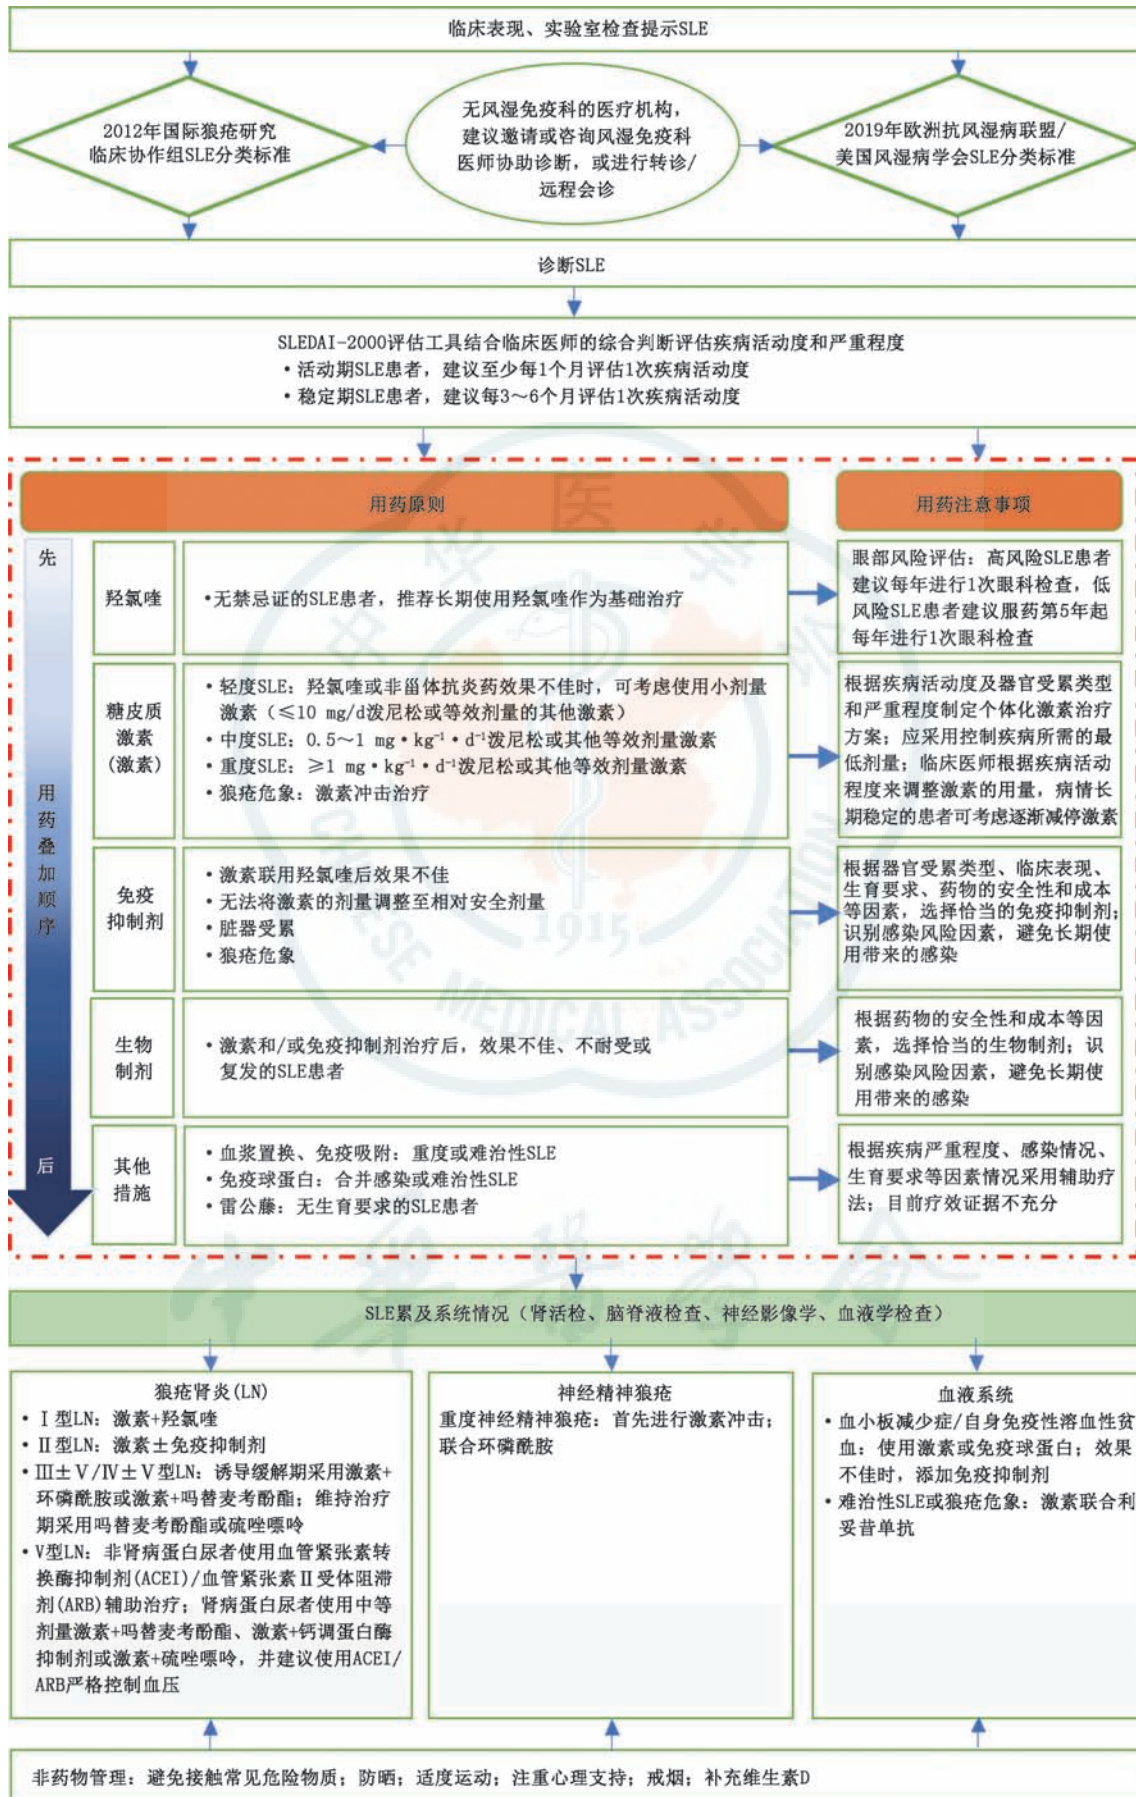 临床表现、实验室检查提示SLE
2012年国际狼疮研究
临床协作组SLE分类标准
无风湿免疫科的医疗机构，
建议邀请或咨询风湿免疫科
医师协助诊断，或进行转诊/
远程会诊
2019年欧洲抗风湿病联盟/
美国风湿病学会SLE分类标准
诊断SLE
SLEDAI-2000评估工具结合临床医师的综合判断评估疾病活动度和严重程度
• 活动期SLE患者，建议至少每1个月评估1次疾病活动度
• 稳定期SLE患者，建议每3～6个月评估1次疾病活动度
用药原则
用药注意事项
先
用药叠加顺序
后
羟氯喹
•无禁忌证的SLE患者，推荐长期使用羟氯喹作为基础治疗
眼部风险评估：高风险SLE患者
建议每年进行1次眼科检查，低
风险SLE患者建议服药第5年起
每年进行1次眼科检查
糖皮质
激素
(激素)
• 轻度SLE：羟氯喹或非甾体抗炎药效果不佳时，可考虑使用小剂量
激素（≤10 mg/d泼尼松或等效剂量的其他激素）
• 中度SLE：0.5～1 mg•kg⁻¹•d⁻¹泼尼松或其他等效剂量激素
• 重度SLE：≥1 mg•kg⁻¹•d⁻¹泼尼松或其他等效剂量激素
• 狼疮危象：激素冲击治疗
根据疾病活动度及器官受累类型
和严重程度制定个体化激素治疗
方案；应采用控制疾病所需的最
低剂量；临床医师根据疾病活动
程度来调整激素的用量，病情长
期稳定的患者可考虑逐渐减停激素
免疫
抑制剂
• 激素联用羟氯喹后效果不佳
• 无法将激素的剂量调整至相对安全剂量
• 脏器受累
• 狼疮危象
根据器官受累类型、临床表现、
生育要求、药物的安全性和成本
等因素，选择恰当的免疫抑制剂；
识别感染风险因素，避免长期使
用带来的感染
生物
制剂
• 激素和/或免疫抑制剂治疗后，效果不佳、不耐受或
复发的SLE患者
根据药物的安全性和成本等因
素，选择恰当的生物制剂；识
别感染风险因素，避免长期使
用带来的感染
其他
措施
• 血浆置换、免疫吸附：重度或难治性SLE
• 免疫球蛋白：合并感染或难治性SLE
• 雷公藤：无生育要求的SLE患者
根据疾病严重程度、感染情况、
生育要求等因素情况采用辅助疗
法；目前疗效证据不充分
中华医学会
CHINESE MEDICAL ASSOCIATION
1915
中华医学会
SLE累及系统情况（肾活检、脑脊液检查、神经影像学、血液学检查）
狼疮肾炎(LN)
• Ⅰ型LN：激素+羟氯喹
• Ⅱ型LN：激素±免疫抑制剂
• Ⅲ±Ⅴ/Ⅳ±Ⅴ型LN：诱导缓解期采用激素+
环磷酰胺或激素+吗替麦考酚酯；维持治疗
期采用吗替麦考酚酯或硫唑嘌呤
• V型LN：非肾病蛋白尿者使用血管紧张素转
换酶抑制剂(ACEI)/血管紧张素Ⅱ受体阻滞
剂(ARB)辅助治疗；肾病蛋白尿者使用中等
剂量激素+吗替麦考酚酯、激素+钙调蛋白酶
抑制剂或激素+硫唑嘌呤，并建议使用ACEI/
ARB严格控制血压
神经精神狼疮
重度神经精神狼疮：首先进行激素冲击；
联合环磷酰胺
血液系统
• 血小板减少症/自身免疫性溶血性贫
血：使用激素或免疫球蛋白；效果
不佳时，添加免疫抑制剂
• 难治性SLE或狼疮危象：激素联合利
妥昔单抗
非药物管理：避免接触常见危险物质；防晒；适度运动；注重心理支持；戒烟；补充维生素D